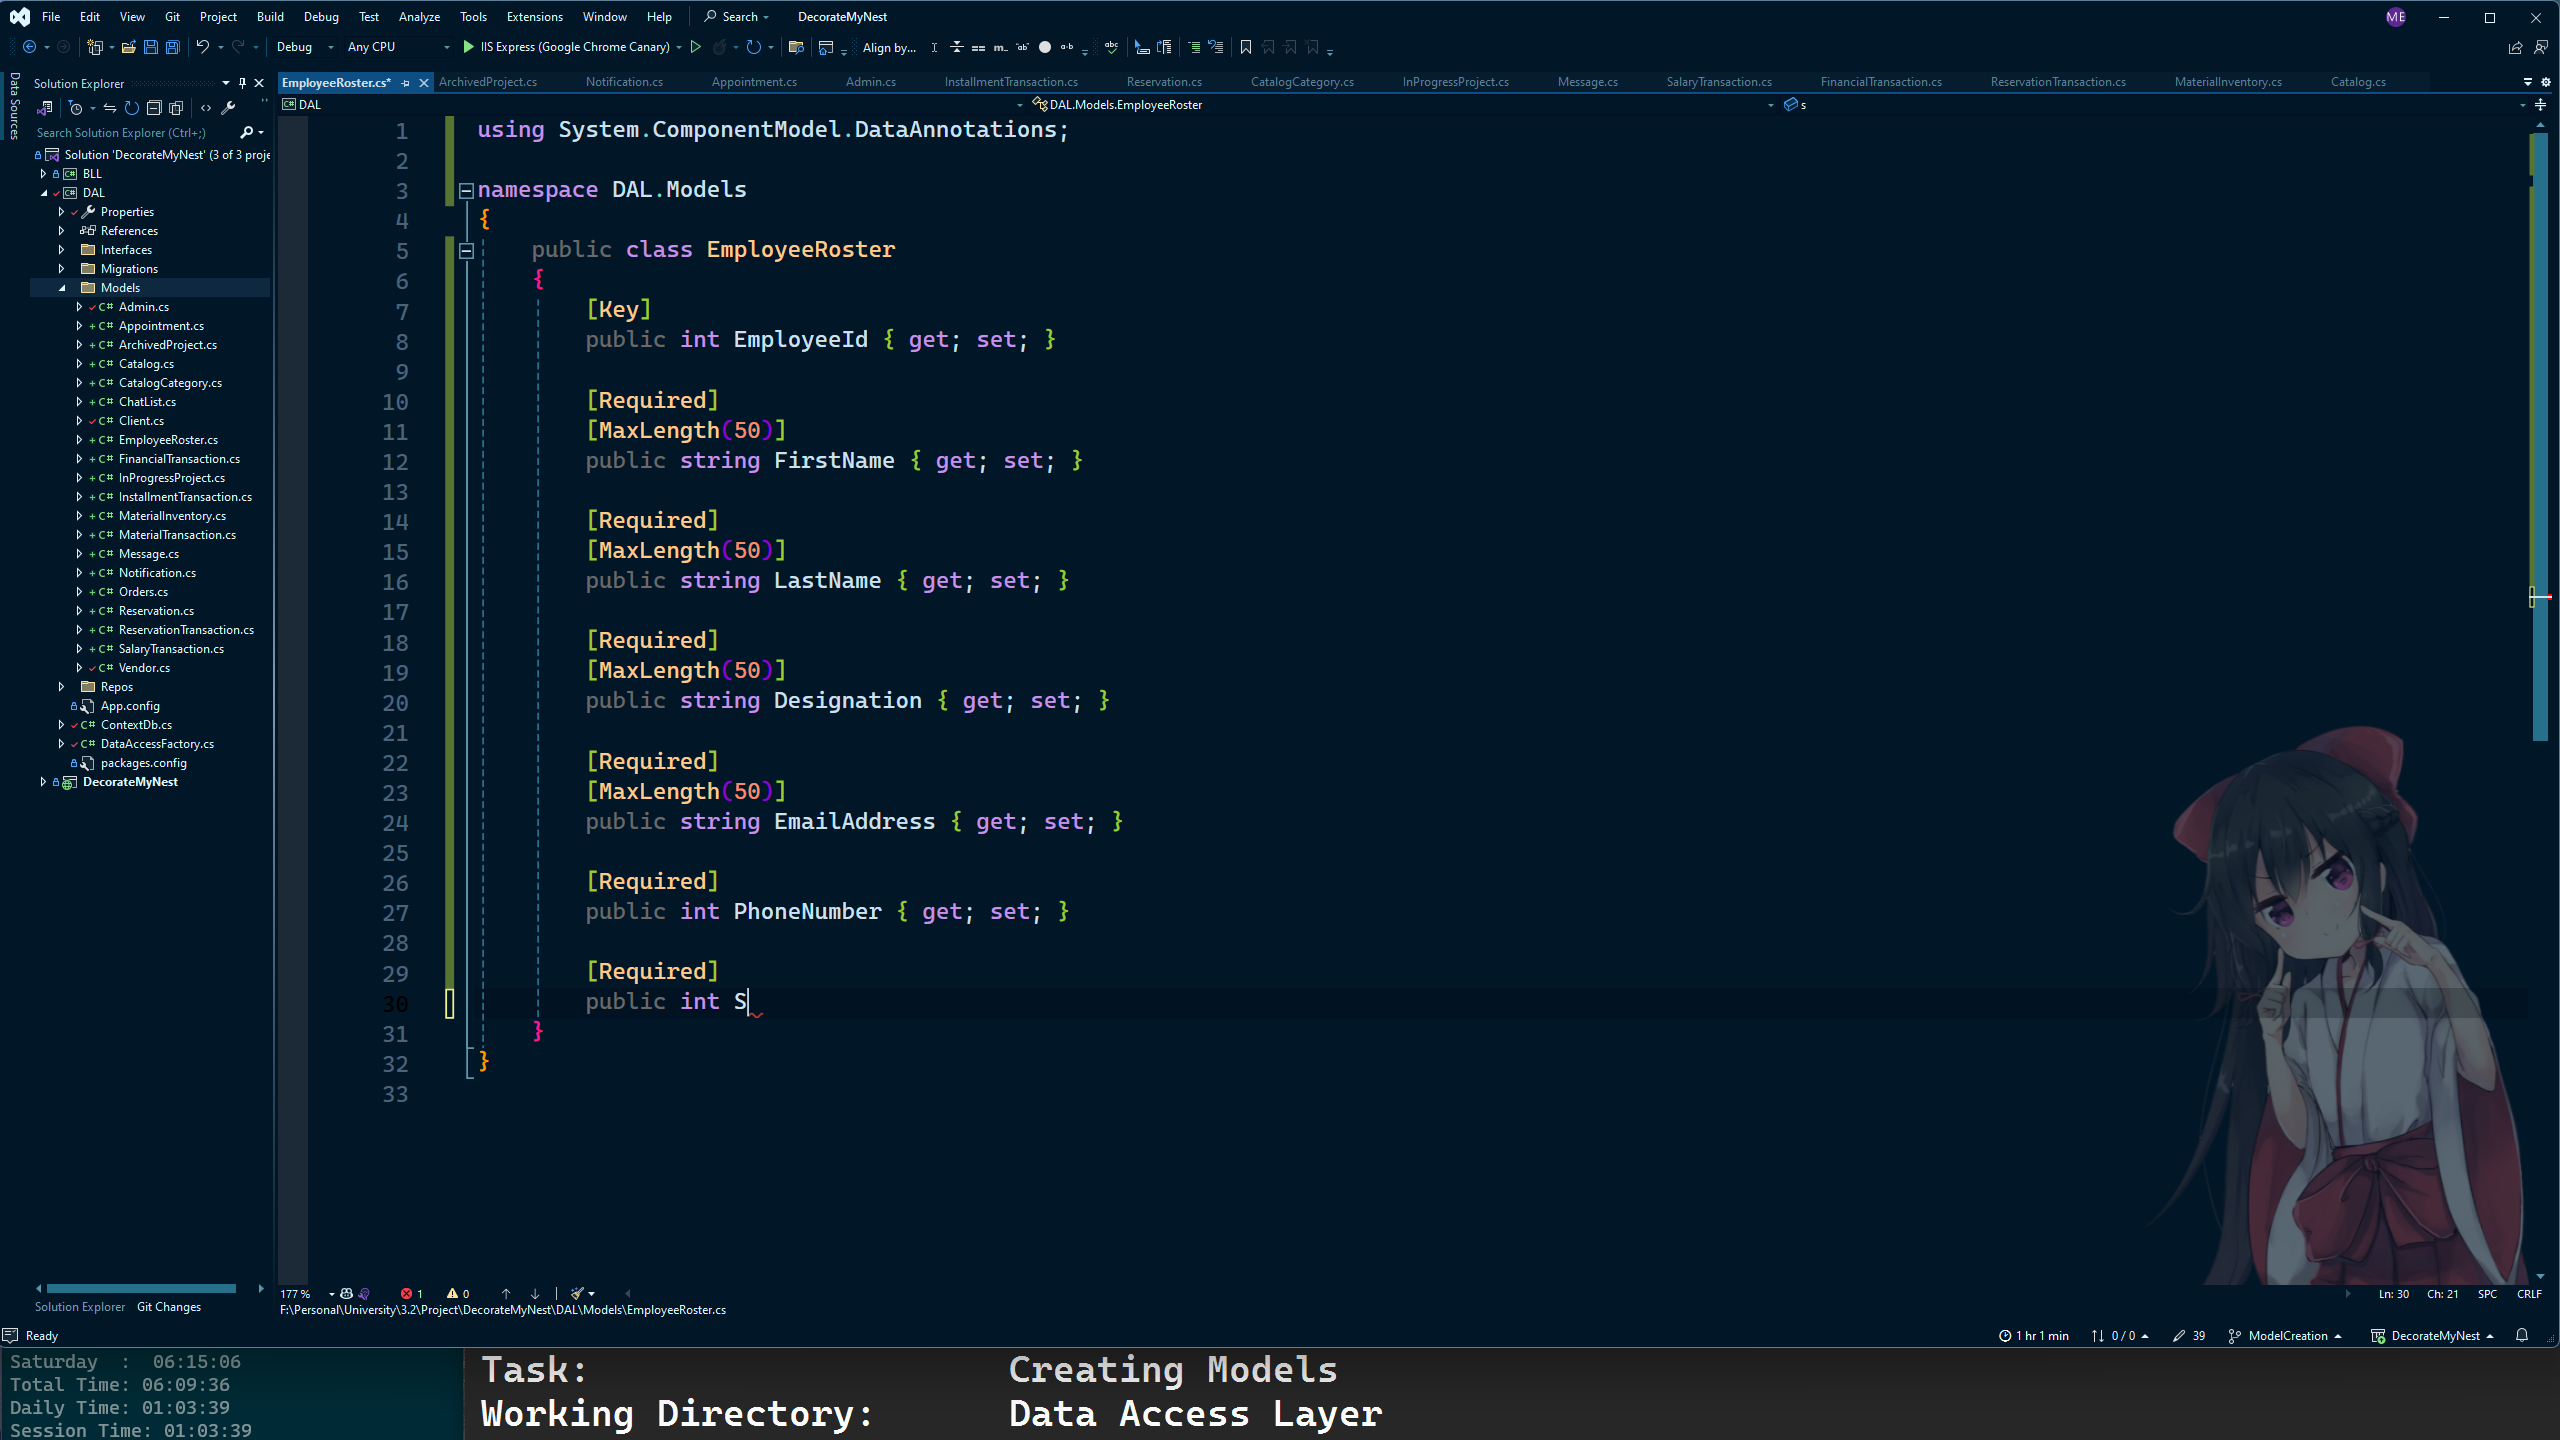 File Edit View Git Project Build Debug Test Analyze Tools Extensions Window Help Search DecorateMyNest ME
Debug Any CPU IIS Express (Google Chrome Canary) Align by...
Data Sources
Solution Explorer
Search Solution Explorer (Ctrl+;)
Solution 'DecorateMyNest' (3 of 3 proje
BLL
DAL
Properties
References
Interfaces
Migrations
Models
C# Admin.cs
C# Appointment.cs
C# ArchivedProject.cs
C# Catalog.cs
C# CatalogCategory.cs
C# ChatList.cs
C# Client.cs
C# EmployeeRoster.cs
C# FinancialTransaction.cs
C# InProgressProject.cs
C# InstallmentTransaction.cs
C# MaterialInventory.cs
C# MaterialTransaction.cs
C# Message.cs
C# Notification.cs
C# Orders.cs
C# Reservation.cs
C# ReservationTransaction.cs
C# SalaryTransaction.cs
C# Vendor.cs
Repos
App.config
C# ContextDb.cs
C# DataAccessFactory.cs
packages.config
DecorateMyNest
Solution Explorer Git Changes
EmployeeRoster.cs* ArchivedProject.cs Notification.cs Appointment.cs Admin.cs InstallmentTransaction.cs Reservation.cs CatalogCategory.cs InProgressProject.cs Message.cs SalaryTransaction.cs FinancialTransaction.cs ReservationTransaction.cs MaterialInventory.cs Catalog.cs
C# DAL DAL.Models.EmployeeRoster s
1 using System.ComponentModel.DataAnnotations;
2
3 namespace DAL.Models
4 {
5 public class EmployeeRoster
6 {
7 [Key]
8 public int EmployeeId { get; set; }
9
10 [Required]
11 [MaxLength(50)]
12 public string FirstName { get; set; }
13
14 [Required]
15 [MaxLength(50)]
16 public string LastName { get; set; }
17
18 [Required]
19 [MaxLength(50)]
20 public string Designation { get; set; }
21
22 [Required]
23 [MaxLength(50)]
24 public string EmailAddress { get; set; }
25
26 [Required]
27 public int PhoneNumber { get; set; }
28
29 [Required]
30 public int S
31 }
32 }
33
177 % 1 0 Ln: 30 Ch: 21 SPC CRLF
F:\Personal\University\3.2\Project\DecorateMyNest\DAL\Models\EmployeeRoster.cs
Ready 1 hr 1 min 0 / 0 39 ModelCreation DecorateMyNest
Saturday : 06:15:06
Total Time: 06:09:36
Daily Time: 01:03:39
Session Time: 01:03:39
Task: Creating Models
Working Directory: Data Access Layer